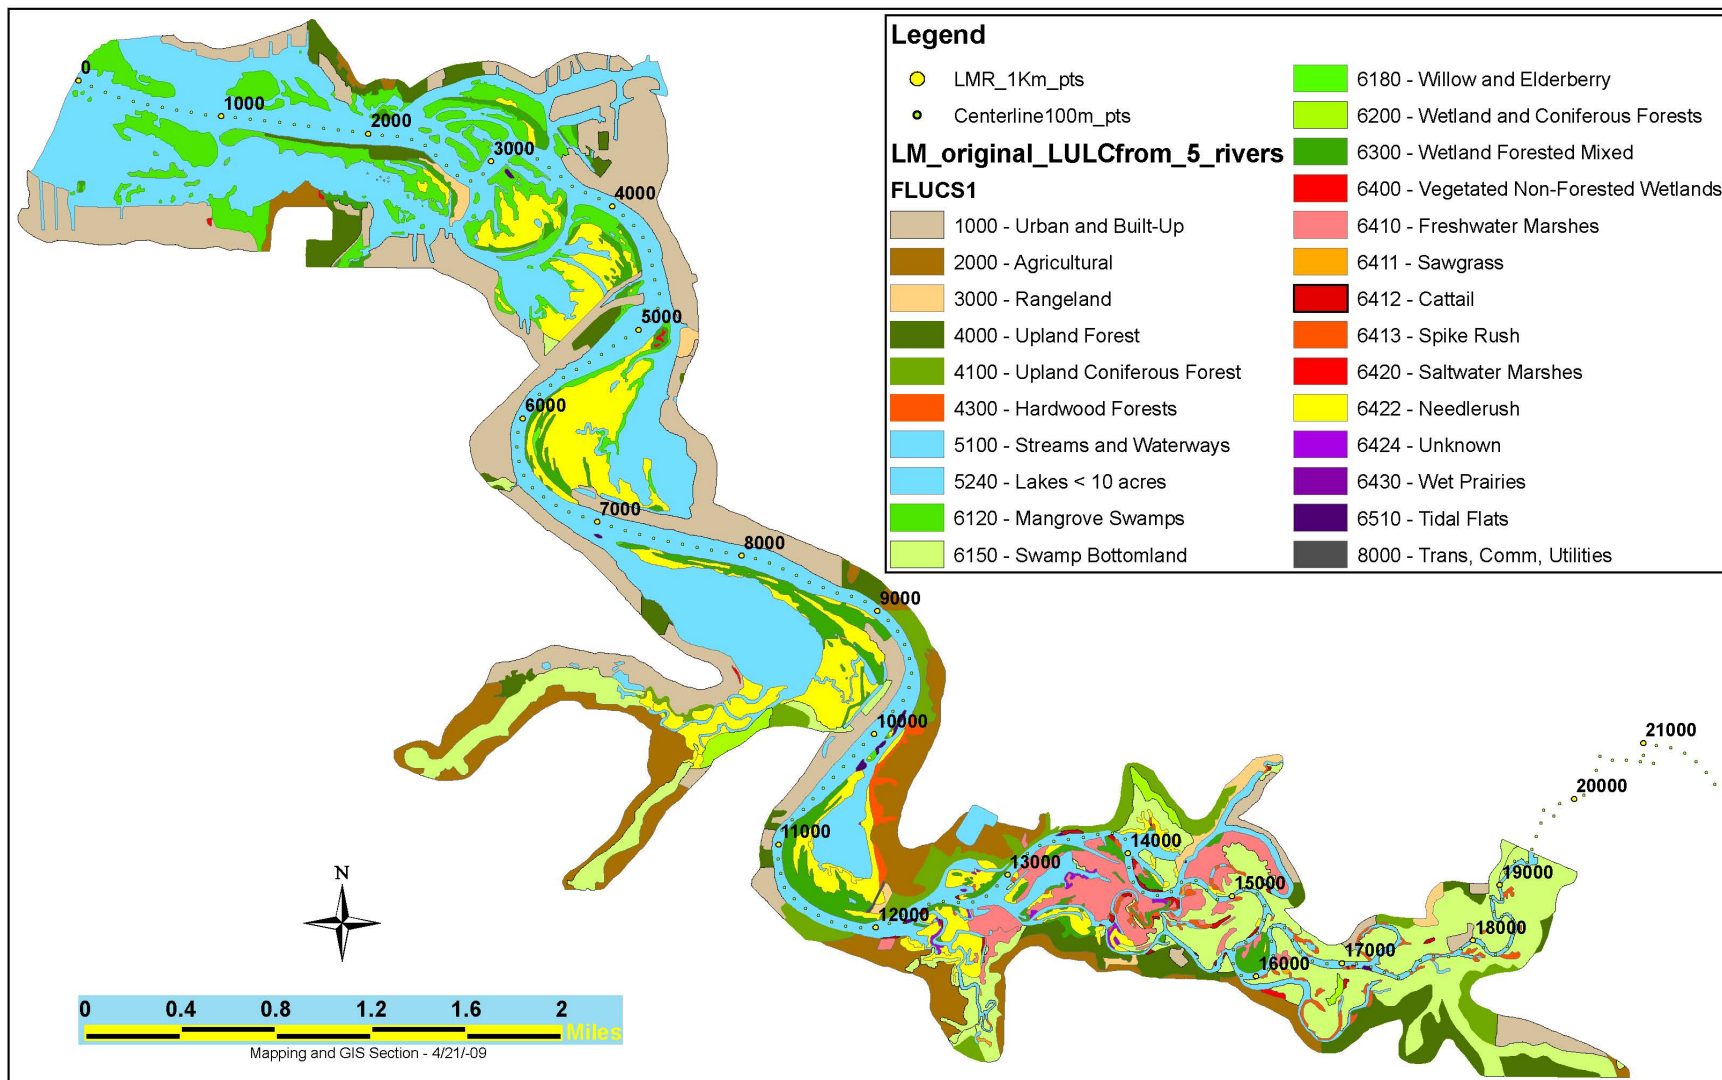 Legend
LMR_1Km_pts
Centerline100m_pts
LM_original_LULCfrom_5_rivers
FLUCS1
1000 - Urban and Built-Up
2000 - Agricultural
3000 - Rangeland
4000 - Upland Forest
4100 - Upland Coniferous Forest
4300 - Hardwood Forests
5100 - Streams and Waterways
5240 - Lakes < 10 acres
6120 - Mangrove Swamps
6150 - Swamp Bottomland
6180 - Willow and Elderberry
6200 - Wetland and Coniferous Forests
6300 - Wetland Forested Mixed
6400 - Vegetated Non-Forested Wetlands
6410 - Freshwater Marshes
6411 - Sawgrass
6412 - Cattail
6413 - Spike Rush
6420 - Saltwater Marshes
6422 - Needlerush
6424 - Unknown
6430 - Wet Prairies
6510 - Tidal Flats
8000 - Trans, Comm, Utilities
0
1000
2000
3000
4000
5000
6000
7000
8000
9000
10000
11000
12000
13000
14000
15000
16000
17000
18000
19000
20000
21000
N
0 0.4 0.8 1.2 1.6 2
Miles
Mapping and GIS Section - 4/21/-09